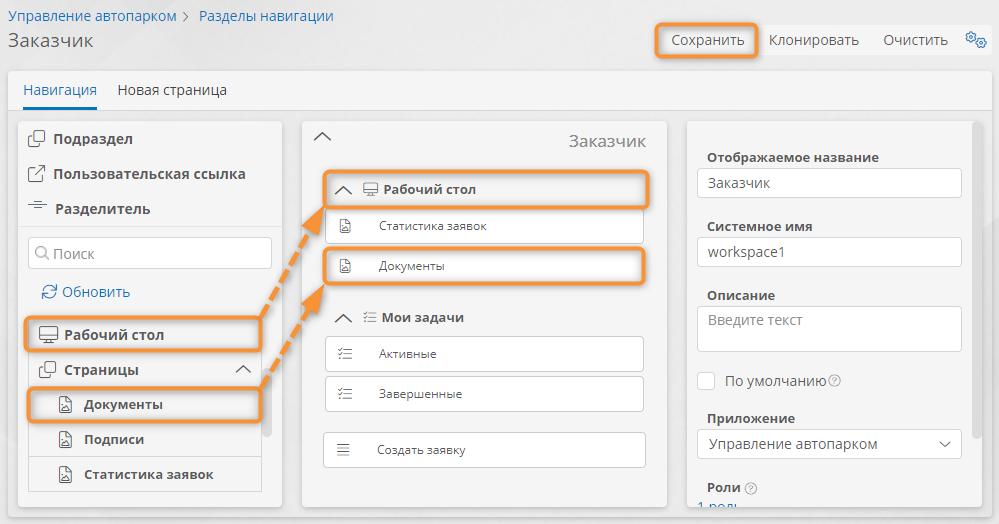 Управление автопарком > Разделы навигации
Заказчик
Сохранить Клонировать Очистить
Навигация Новая страница
Подраздел
Пользовательская ссылка
Разделитель
Поиск
Обновить
Рабочий стол
Страницы
Документы
Подписи
Статистика заявок
Заказчик
Рабочий стол
Статистика заявок
Документы
Мои задачи
Активные
Завершенные
Создать заявку
Отображаемое название
Заказчик
Системное имя
workspace1
Описание
Введите текст
По умолчанию ?
Приложение
Управление автопарком
Роли ?
1 роль